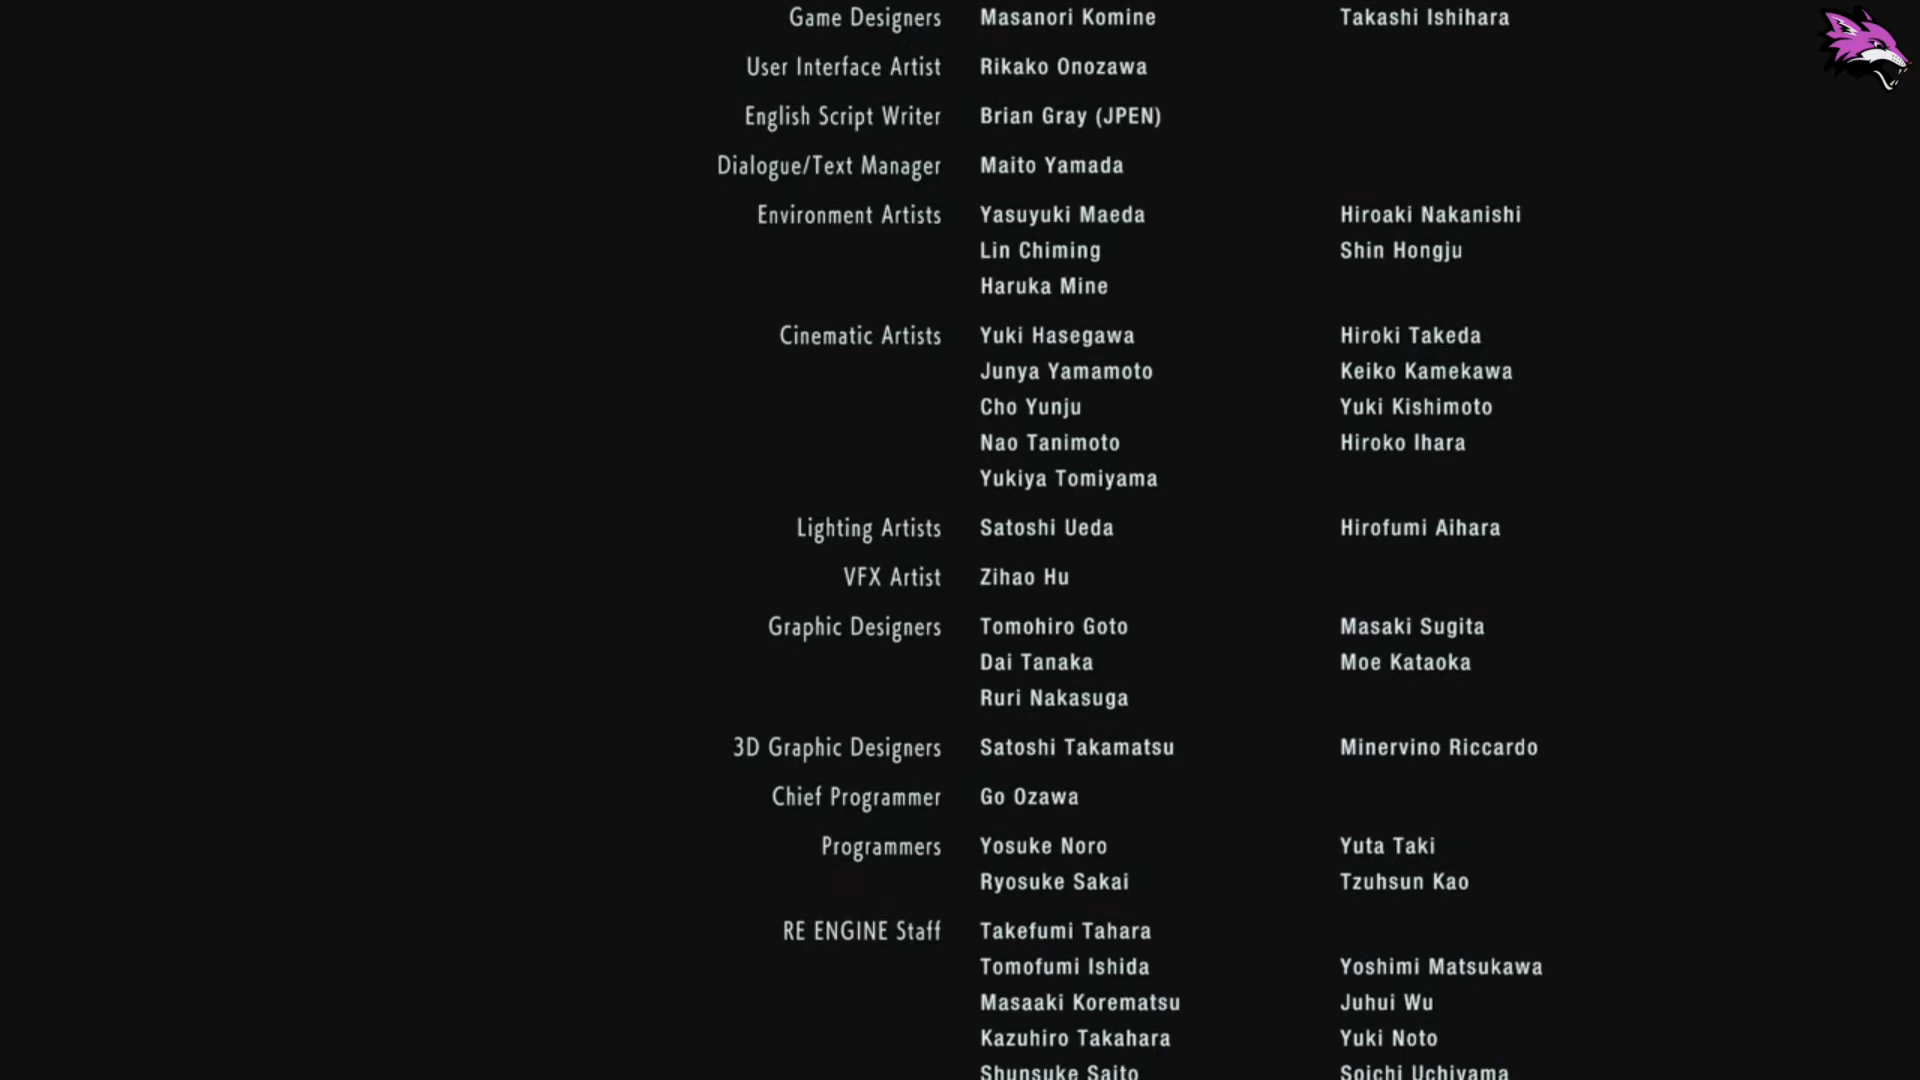 Game Designers Masanori Komine Takashi Ishihara
User Interface Artist Rikako Onozawa
English Script Writer Brian Gray (JPEN)
Dialogue/Text Manager Maito Yamada
Environment Artists Yasuyuki Maeda Hiroaki Nakanishi
Lin Chiming Shin Hongju
Haruka Mine
Cinematic Artists Yuki Hasegawa Hiroki Takeda
Junya Yamamoto Keiko Kamekawa
Cho Yunju Yuki Kishimoto
Nao Tanimoto Hiroko Ihara
Yukiya Tomiyama
Lighting Artists Satoshi Ueda Hirofumi Aihara
VFX Artist Zihao Hu
Graphic Designers Tomohiro Goto Masaki Sugita
Dai Tanaka Moe Kataoka
Ruri Nakasuga
3D Graphic Designers Satoshi Takamatsu Minervino Riccardo
Chief Programmer Go Ozawa
Programmers Yosuke Noro Yuta Taki
Ryosuke Sakai Tzuhsun Kao
RE ENGINE Staff Takefumi Tahara
Tomofumi Ishida Yoshimi Matsukawa
Masaaki Korematsu Juhui Wu
Kazuhiro Takahara Yuki Noto
Shunsuke Saito Soichi Uchiyama